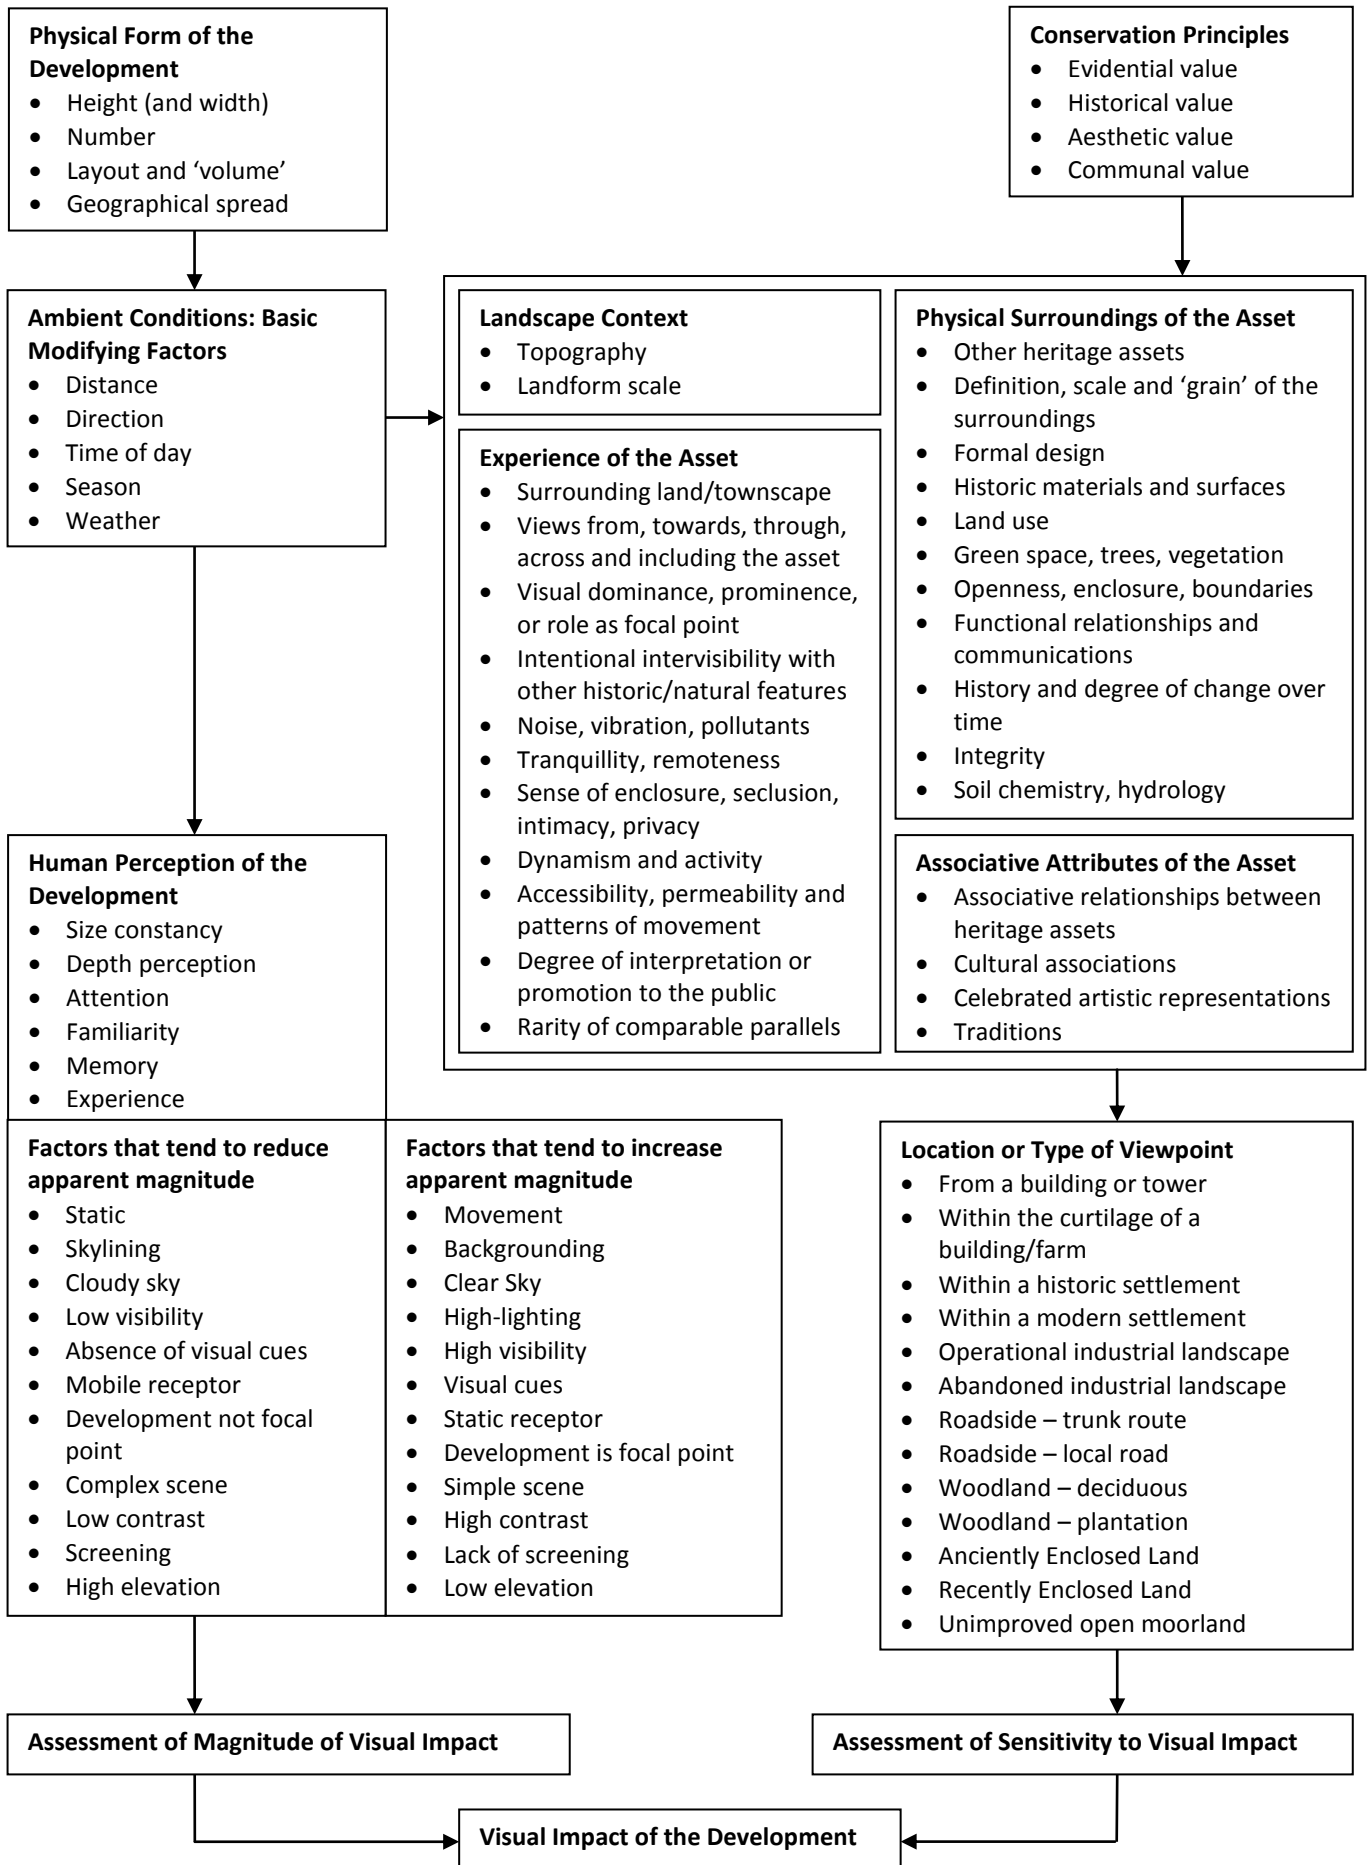 Physical Form of the
Development
• Height (and width)
• Number
• Layout and ‘volume’
• Geographical spread
Conservation Principles
• Evidential value
• Historical value
• Aesthetic value
• Communal value
Ambient Conditions: Basic
Modifying Factors
• Distance
• Direction
• Time of day
• Season
• Weather
Landscape Context
• Topography
• Landform scale
Experience of the Asset
• Surrounding land/townscape
• Views from, towards, through,
across and including the asset
• Visual dominance, prominence,
or role as focal point
• Intentional intervisibility with
other historic/natural features
• Noise, vibration, pollutants
• Tranquillity, remoteness
• Sense of enclosure, seclusion,
intimacy, privacy
• Dynamism and activity
• Accessibility, permeability and
patterns of movement
• Degree of interpretation or
promotion to the public
• Rarity of comparable parallels
Physical Surroundings of the Asset
• Other heritage assets
• Definition, scale and ‘grain’ of the
surroundings
• Formal design
• Historic materials and surfaces
• Land use
• Green space, trees, vegetation
• Openness, enclosure, boundaries
• Functional relationships and
communications
• History and degree of change over
time
• Integrity
• Soil chemistry, hydrology
Associative Attributes of the Asset
• Associative relationships between
heritage assets
• Cultural associations
• Celebrated artistic representations
• Traditions
Human Perception of the
Development
• Size constancy
• Depth perception
• Attention
• Familiarity
• Memory
• Experience
Factors that tend to reduce
apparent magnitude
• Static
• Skylining
• Cloudy sky
• Low visibility
• Absence of visual cues
• Mobile receptor
• Development not focal
point
• Complex scene
• Low contrast
• Screening
• High elevation
Factors that tend to increase
apparent magnitude
• Movement
• Backgrounding
• Clear Sky
• High-lighting
• High visibility
• Visual cues
• Static receptor
• Development is focal point
• Simple scene
• High contrast
• Lack of screening
• Low elevation
Location or Type of Viewpoint
• From a building or tower
• Within the curtilage of a
building/farm
• Within a historic settlement
• Within a modern settlement
• Operational industrial landscape
• Abandoned industrial landscape
• Roadside – trunk route
• Roadside – local road
• Woodland – deciduous
• Woodland – plantation
• Anciently Enclosed Land
• Recently Enclosed Land
• Unimproved open moorland
Assessment of Magnitude of Visual Impact
Assessment of Sensitivity to Visual Impact
Visual Impact of the Development